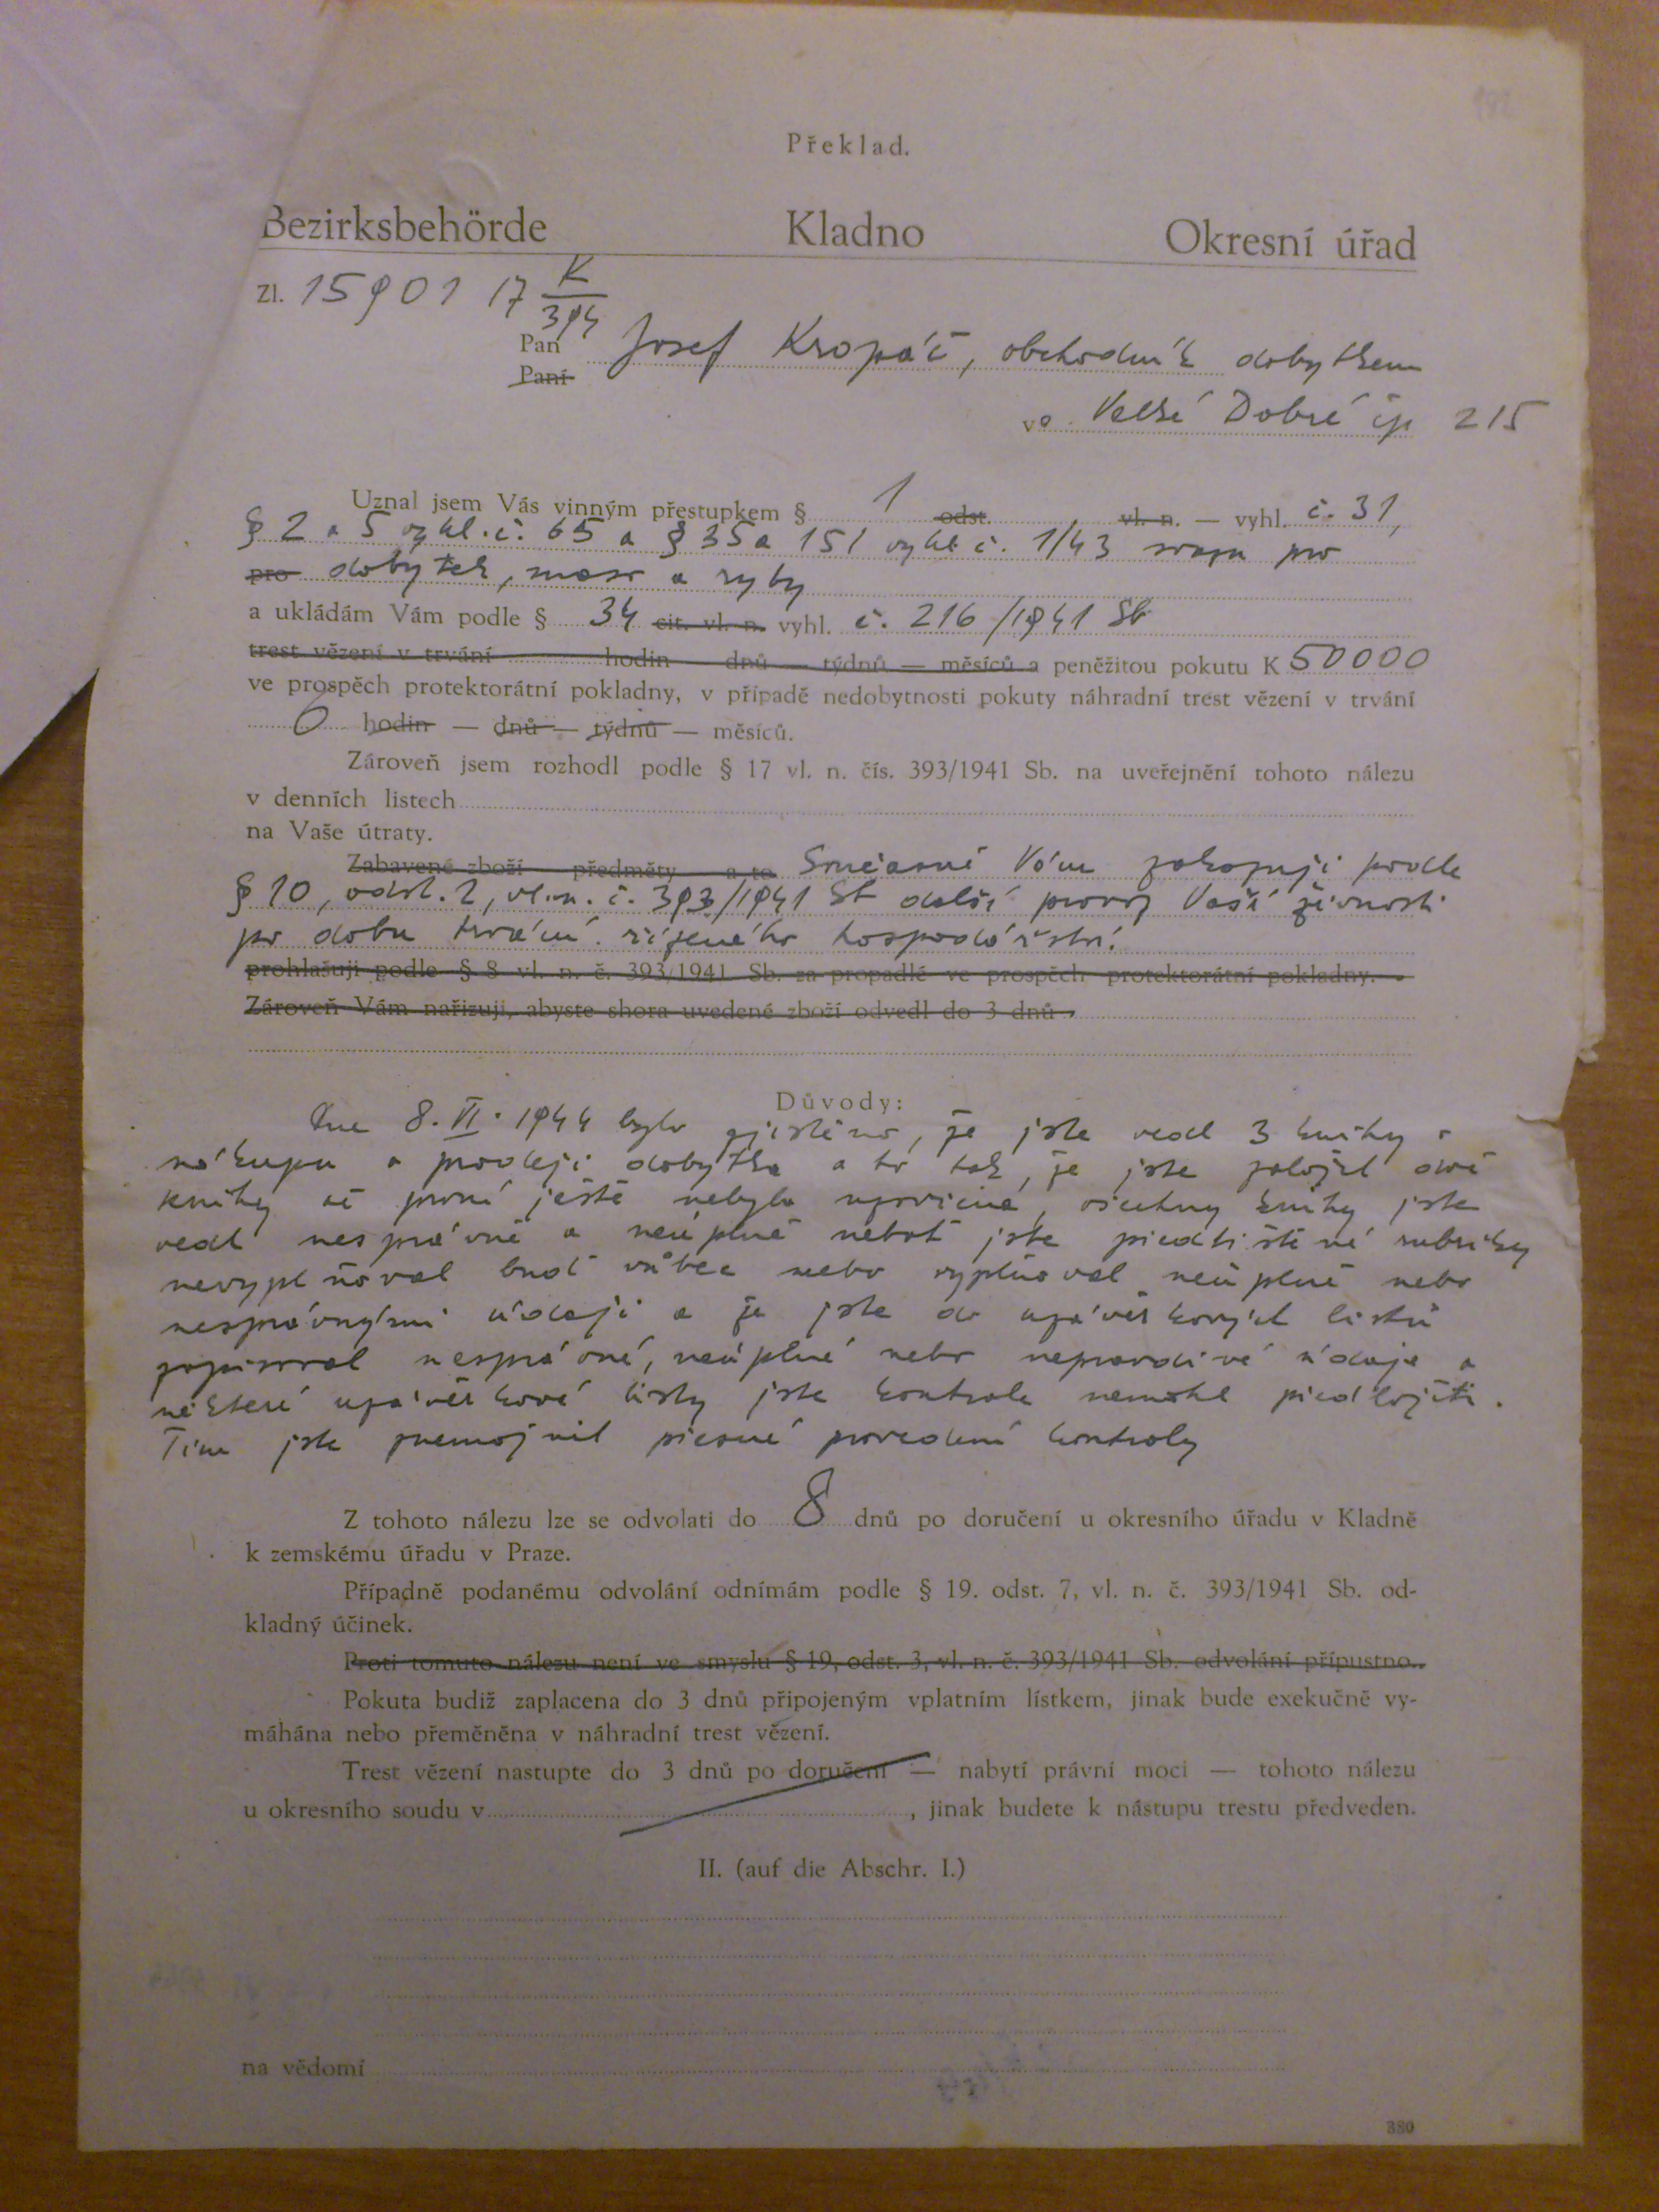 Překlad.
Bezirksbehörde Kladno Okresní úřad
Zl. 15901 17 K/394
Pan Josef Kropáč, obchodník dobytkem
Paní
ve Velké Dobré čp 215
Uznal jsem Vás vinným přestupkem § 1 odst. vl. n. — vyhl. č. 31,
§ 2 a 5 vyhl. č. 65 a § 35a 151 vyhl. č. 1/43 svazu pro
pro dobytek, maso a ryby
a ukládám Vám podle § 34 cit. vl. n. vyhl. č. 216/1941 Sb
trest vězení v trvání hodin — dnů — týdnů — měsíců a peněžitou pokutu K 50000
ve prospěch protektorátní pokladny, v případě nedobytnosti pokuty náhradní trest vězení v trvání
6 hodin — dnů — týdnů — měsíců.
Zároveň jsem rozhodl podle § 17 vl. n. čís. 393/1941 Sb. na uveřejnění tohoto nálezu
v denních listech
na Vaše útraty.
Zabavené zboží — předměty — a to Současně Vám zakazuji podle
§ 10, odst. 2, vl. n. č. 393/1941 Sb další provoz Vaší živnosti
po dobu trvání řízeného hospodářství.
prohlašuji podle § 8 vl. n. č. 393/1941 Sb. za propadlé ve prospěch protektorátní pokladny. —
Zároveň Vám nařizuji, abyste shora uvedené zboží odvedl do 3 dnů
Důvody:
Dne 8. VI. 1944 bylo zjištěno, že jste vedl 3 knihy o
nákupu a prodeji dobytka a to tak, že jste založil dvě
knihy až první ještě nebyla, všechny knihy jste
vedl nesprávně a neúplně neboť jste předtištěné rubriky
nevyplňoval buď vůbec nebo vyplňoval neúplně nebo
nesprávnými údaji a že jste do uzávěrkových listů
zapisoval nesprávné, neúplné nebo nepravdivé údaje a
některé uzávěrkové listy jste kontrole nemohl předložiti.
Tím jste znemožnil přesné provedení kontroly
Z tohoto nálezu lze se odvolati do 8 dnů po doručení u okresního úřadu v Kladně
k zemskému úřadu v Praze.
Případně podanému odvolání odnímám podle § 19. odst. 7, vl. n. č. 393/1941 Sb. od-
kladný účinek.
Proti tomuto nálezu není ve smyslu § 19, odst. 3, vl. n. č. 393/1941 Sb. odvolání přípustno.
Pokuta budiž zaplacena do 3 dnů připojeným vplatním lístkem, jinak bude exekučně vy-
máhána nebo přeměněna v náhradní trest vězení.
Trest vězení nastupte do 3 dnů po doručení — nabytí právní moci — tohoto nálezu
u okresního soudu v , jinak budete k nástupu trestu předveden.
II. (auf die Abschr. I.)
na vědomí
380